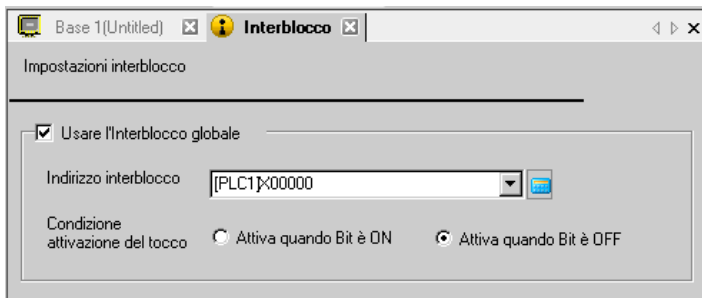 Base 1(Untitled) Interblocco
Impostazioni interblocco
Usare l'Interblocco globale
Indirizzo interblocco [PLC1]X00000
Condizione
attivazione del tocco Attiva quando Bit è ON Attiva quando Bit è OFF